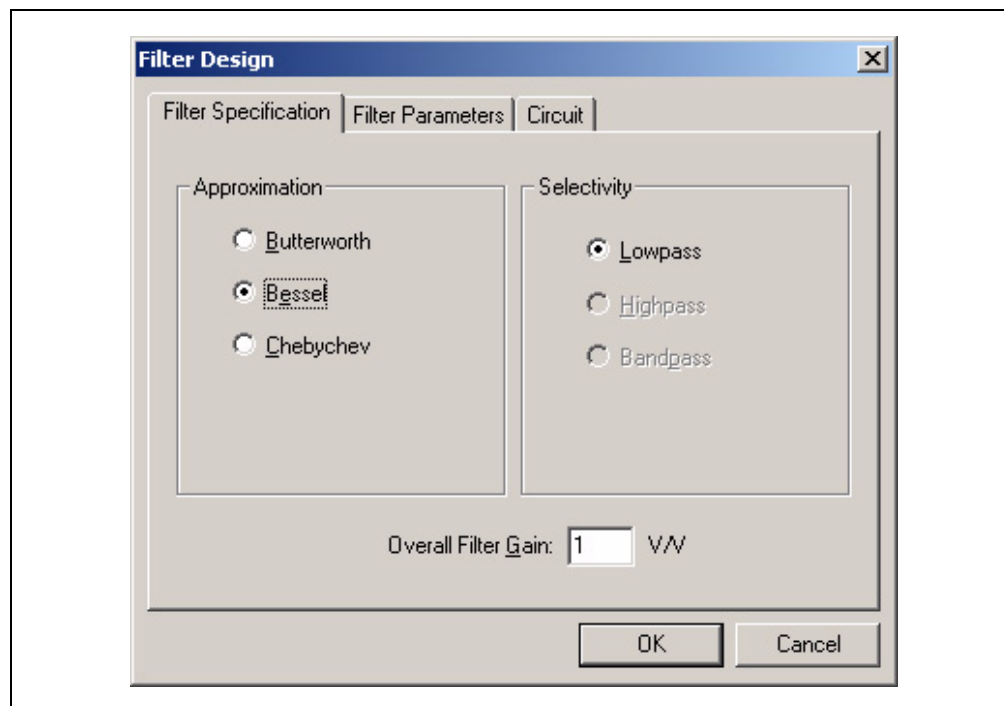 Filter Design
Filter Specification
Filter Parameters
Circuit
Approximation
Butterworth
Bessel
Chebychev
Selectivity
Lowpass
Highpass
Bandpass
Overall Filter Gain: 1 V/V
OK
Cancel